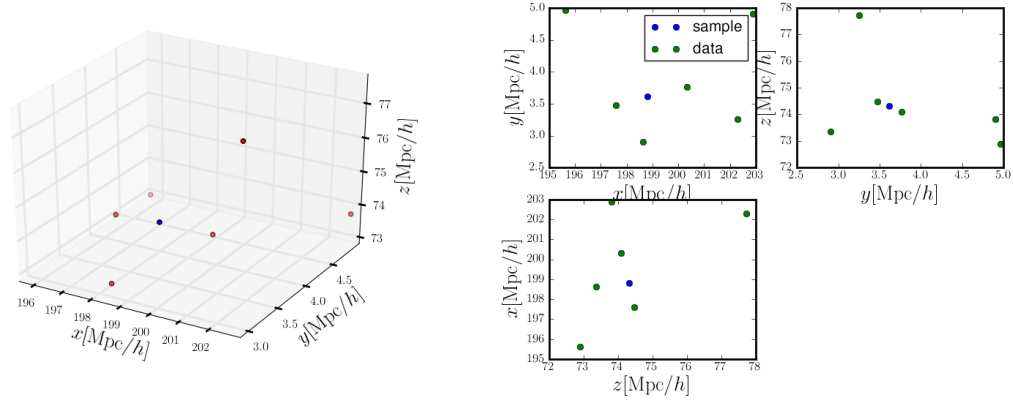 77
76
75
74
73
z[Mpc/h]
196
197
198
199
200
201
202
x[Mpc/h]
3.0
3.5
4.0
4.5
y[Mpc/h]
5.0
4.5
4.0
3.5
3.0
2.5
y[Mpc/h]
195 196 197 198 199 200 201 202 203
x[Mpc/h]
sample
data
78
77
76
75
74
73
72
z[Mpc/h]
2.5 3.0 3.5 4.0 4.5 5.0
y[Mpc/h]
203
202
201
200
199
198
197
196
195
x[Mpc/h]
72 73 74 75 76 77 78
z[Mpc/h]